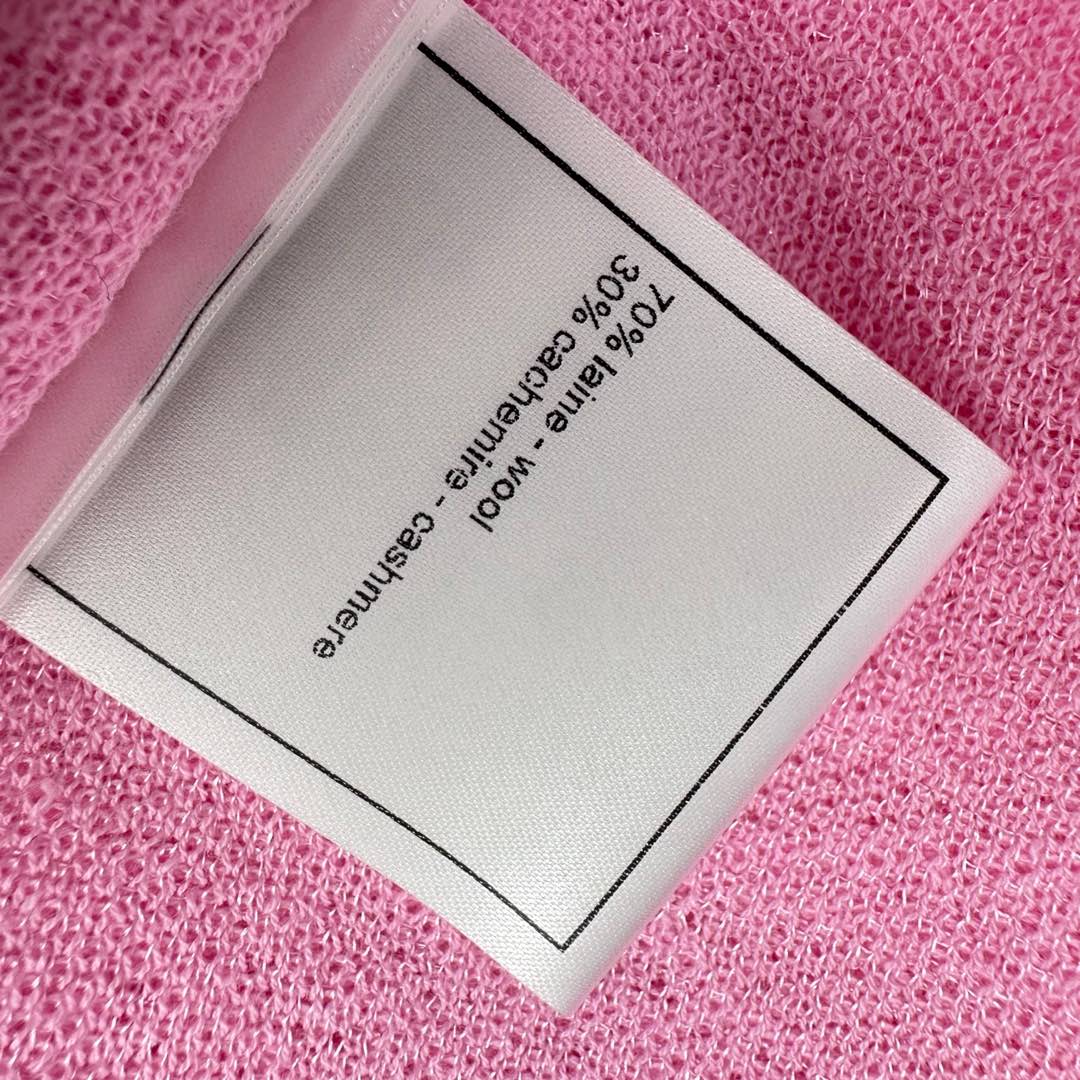 70% laine - wool
30% cachemire - cashmere